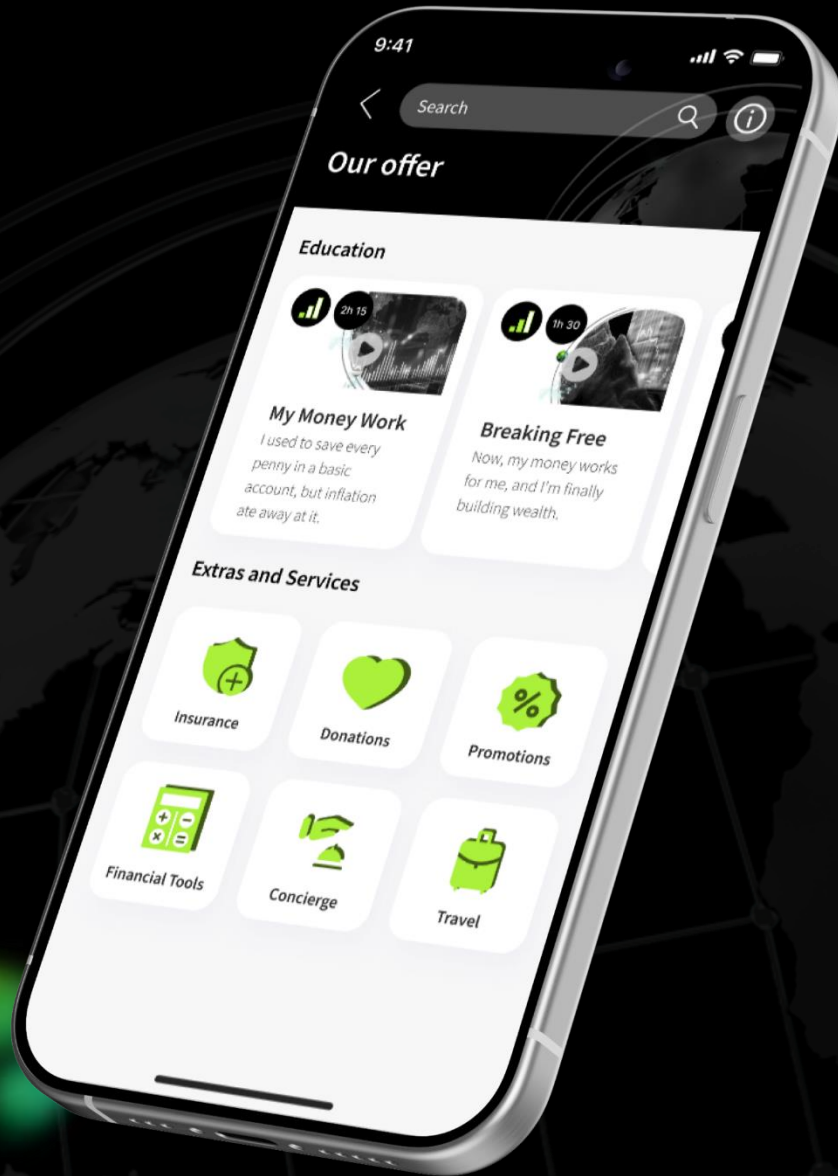 9:41
Search
Our offer
Education
2h 15
1h 30
My Money Work
I used to save every
penny in a basic
account, but inflation
ate away at it.
Breaking Free
Now, my money works
for me, and I'm finally
building wealth.
Extras and Services
Insurance
Donations
Promotions
Financial Tools
Concierge
Travel